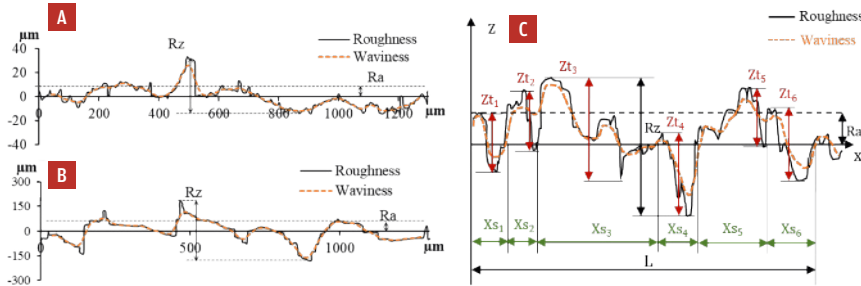 A
µm
40
20
0
-20
-40
Rz
Roughness
Waviness
Ra
0
200
400
600
800
1000
1200
µm
B
µm
300
150
0
-150
-300
Rz
Roughness
Waviness
Ra
0
500
1000
µm
C
Z
Roughness
Waviness
Zt1
Zt2
Zt3
Rz
Zt4
Zt5
Zt6
Ra
X
Xs1
Xs2
Xs3
Xs4
Xs5
Xs6
L